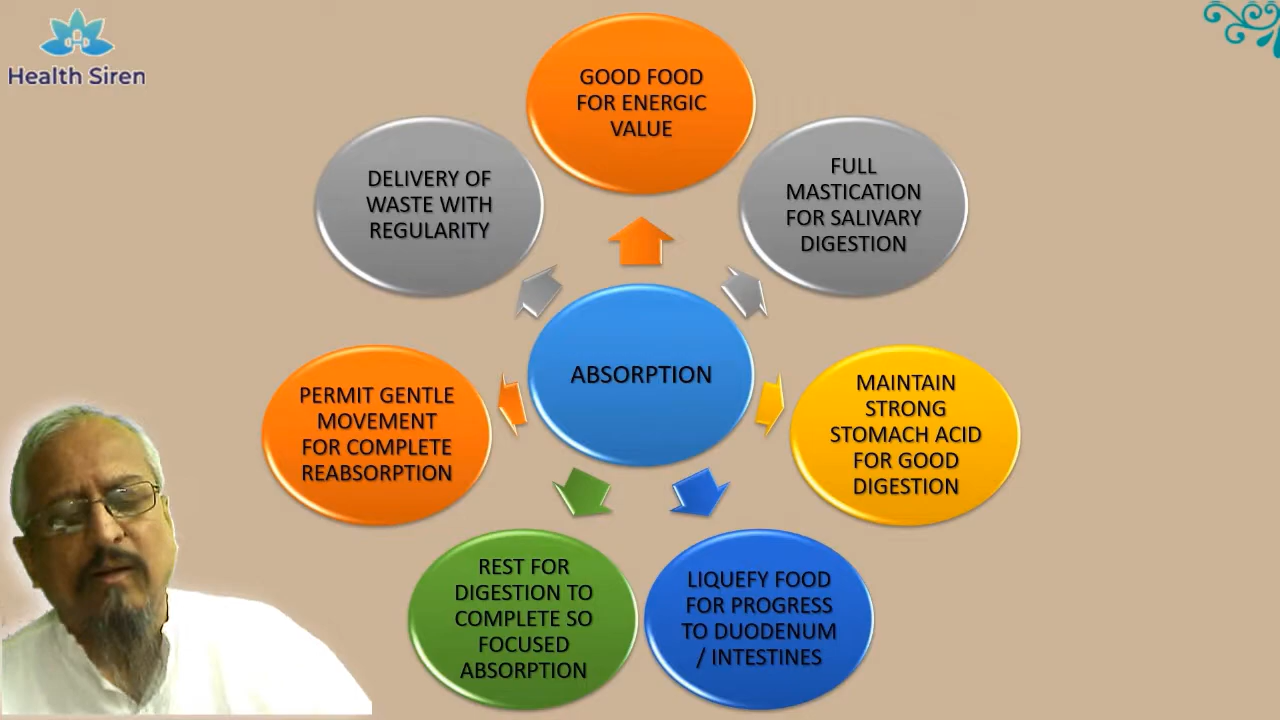 Health Siren
GOOD FOOD
FOR ENERGIC
VALUE
FULL
MASTICATION
FOR SALIVARY
DIGESTION
MAINTAIN
STRONG
STOMACH ACID
FOR GOOD
DIGESTION
LIQUEFY FOOD
FOR PROGRESS
TO DUODENUM
/ INTESTINES
REST FOR
DIGESTION TO
COMPLETE SO
FOCUSED
ABSORPTION
PERMIT GENTLE
MOVEMENT
FOR COMPLETE
REABSORPTION
DELIVERY OF
WASTE WITH
REGULARITY
ABSORPTION